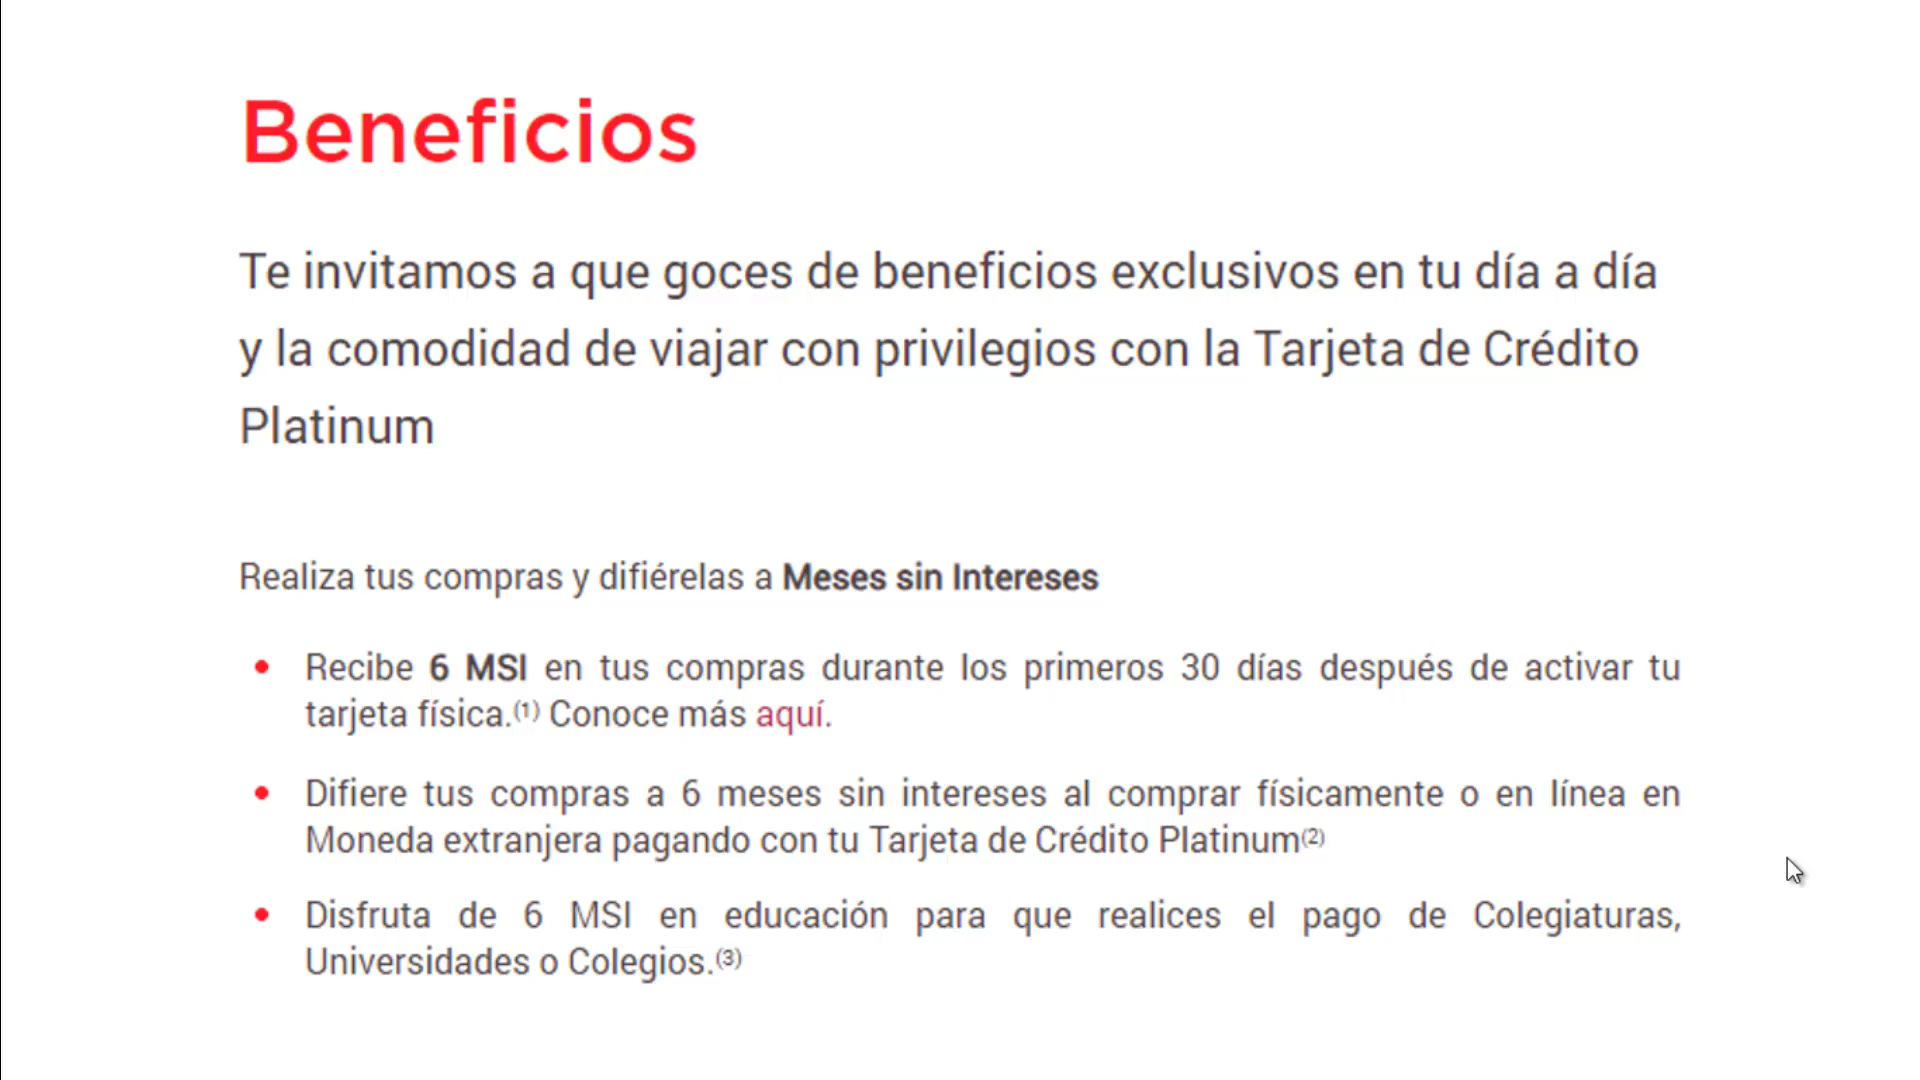 Beneficios
Te invitamos a que goces de beneficios exclusivos en tu día a día
y la comodidad de viajar con privilegios con la Tarjeta de Crédito
Platinum
Realiza tus compras y difiérelas a Meses sin Intereses
• Recibe 6 MSI en tus compras durante los primeros 30 días después de activar tu
tarjeta física.(1) Conoce más aquí.
• Difiere tus compras a 6 meses sin intereses al comprar físicamente o en línea en
Moneda extranjera pagando con tu Tarjeta de Crédito Platinum(2)
• Disfruta de 6 MSI en educación para que realices el pago de Colegiaturas,
Universidades o Colegios.(3)